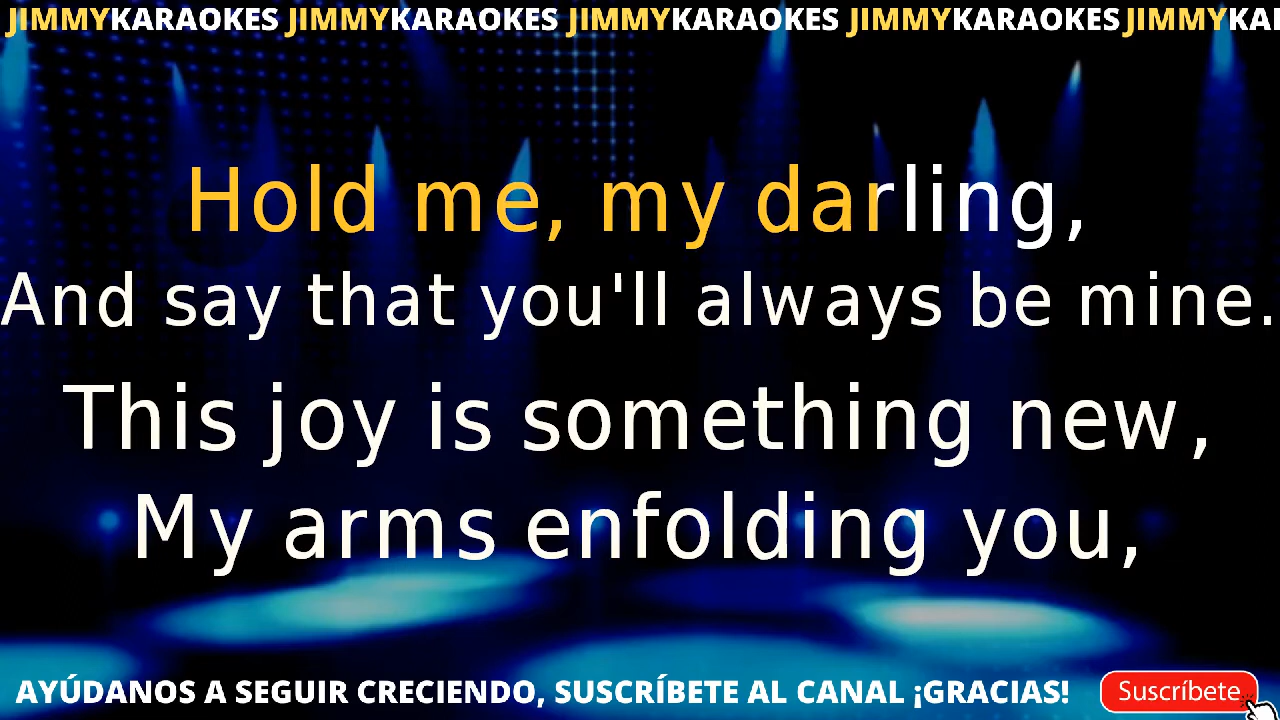 JIMMYKARAOKES JIMMYKARAOKES JIMMYKARAOKES JIMMYKARAOKES JIMMYKA
Hold me, my darling,
And say that you'll always be mine.
This joy is something new,
My arms enfolding you,
AYÚDANOS A SEGUIR CRECIENDO, SUSCRÍBETE AL CANAL ¡GRACIAS!
Suscríbete